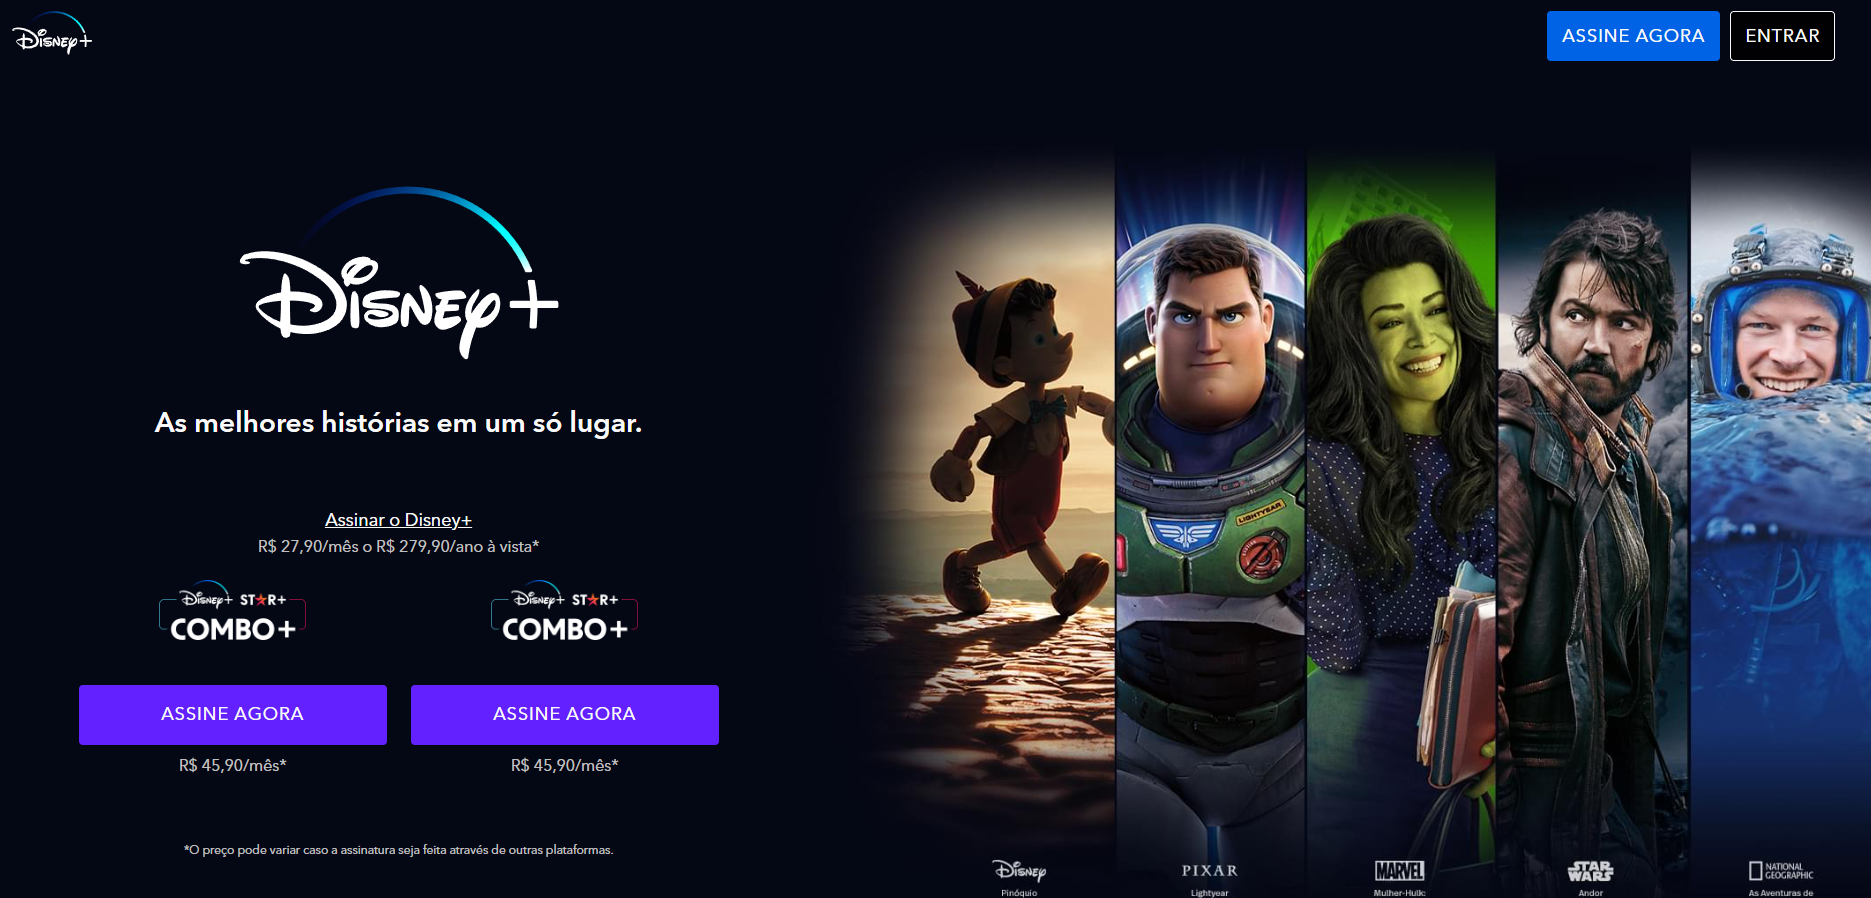 Disney+
ASSINE AGORA
ENTRAR
Disney+
As melhores histórias em um só lugar.
Assinar o Disney+
R$ 27,90/mês o R$ 279,90/ano à vista*
Disney+ STAR+
COMBO+
Disney+ STAR+
COMBO+
ASSINE AGORA
ASSINE AGORA
R$ 45,90/mês*
R$ 45,90/mês*
*O preço pode variar caso a assinatura seja feita através de outras plataformas.
LIGHTYEAR
Disney
Pinóquio
PIXAR
Lightyear
MARVEL
Mulher-Hulk:
STAR WARS
Andor
NATIONAL GEOGRAPHIC
As Aventuras de